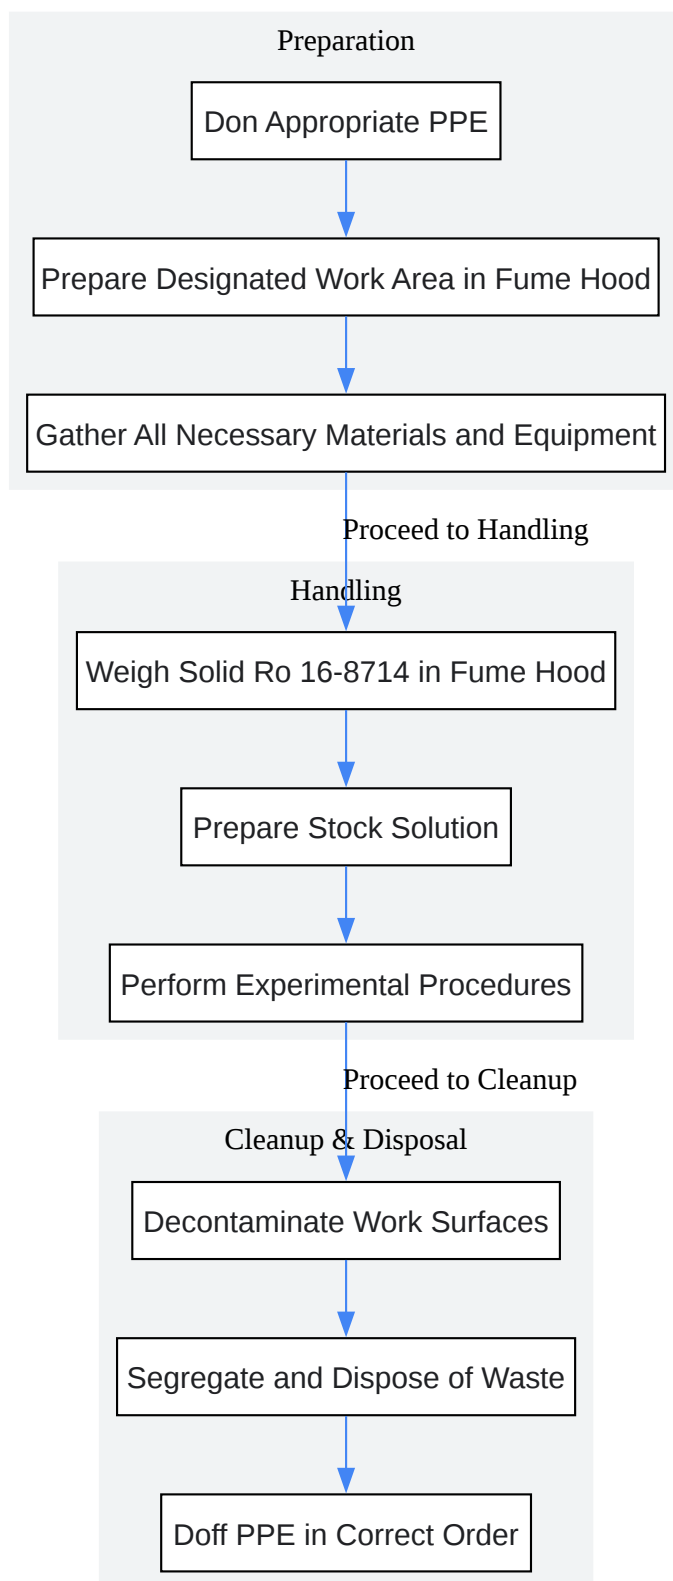 Preparation
Don Appropriate PPE
Prepare Designated Work Area in Fume Hood
Gather All Necessary Materials and Equipment
Proceed to Handling
Handling
Weigh Solid Ro 16-8714 in Fume Hood
Prepare Stock Solution
Perform Experimental Procedures
Proceed to Cleanup
Cleanup & Disposal
Decontaminate Work Surfaces
Segregate and Dispose of Waste
Doff PPE in Correct Order